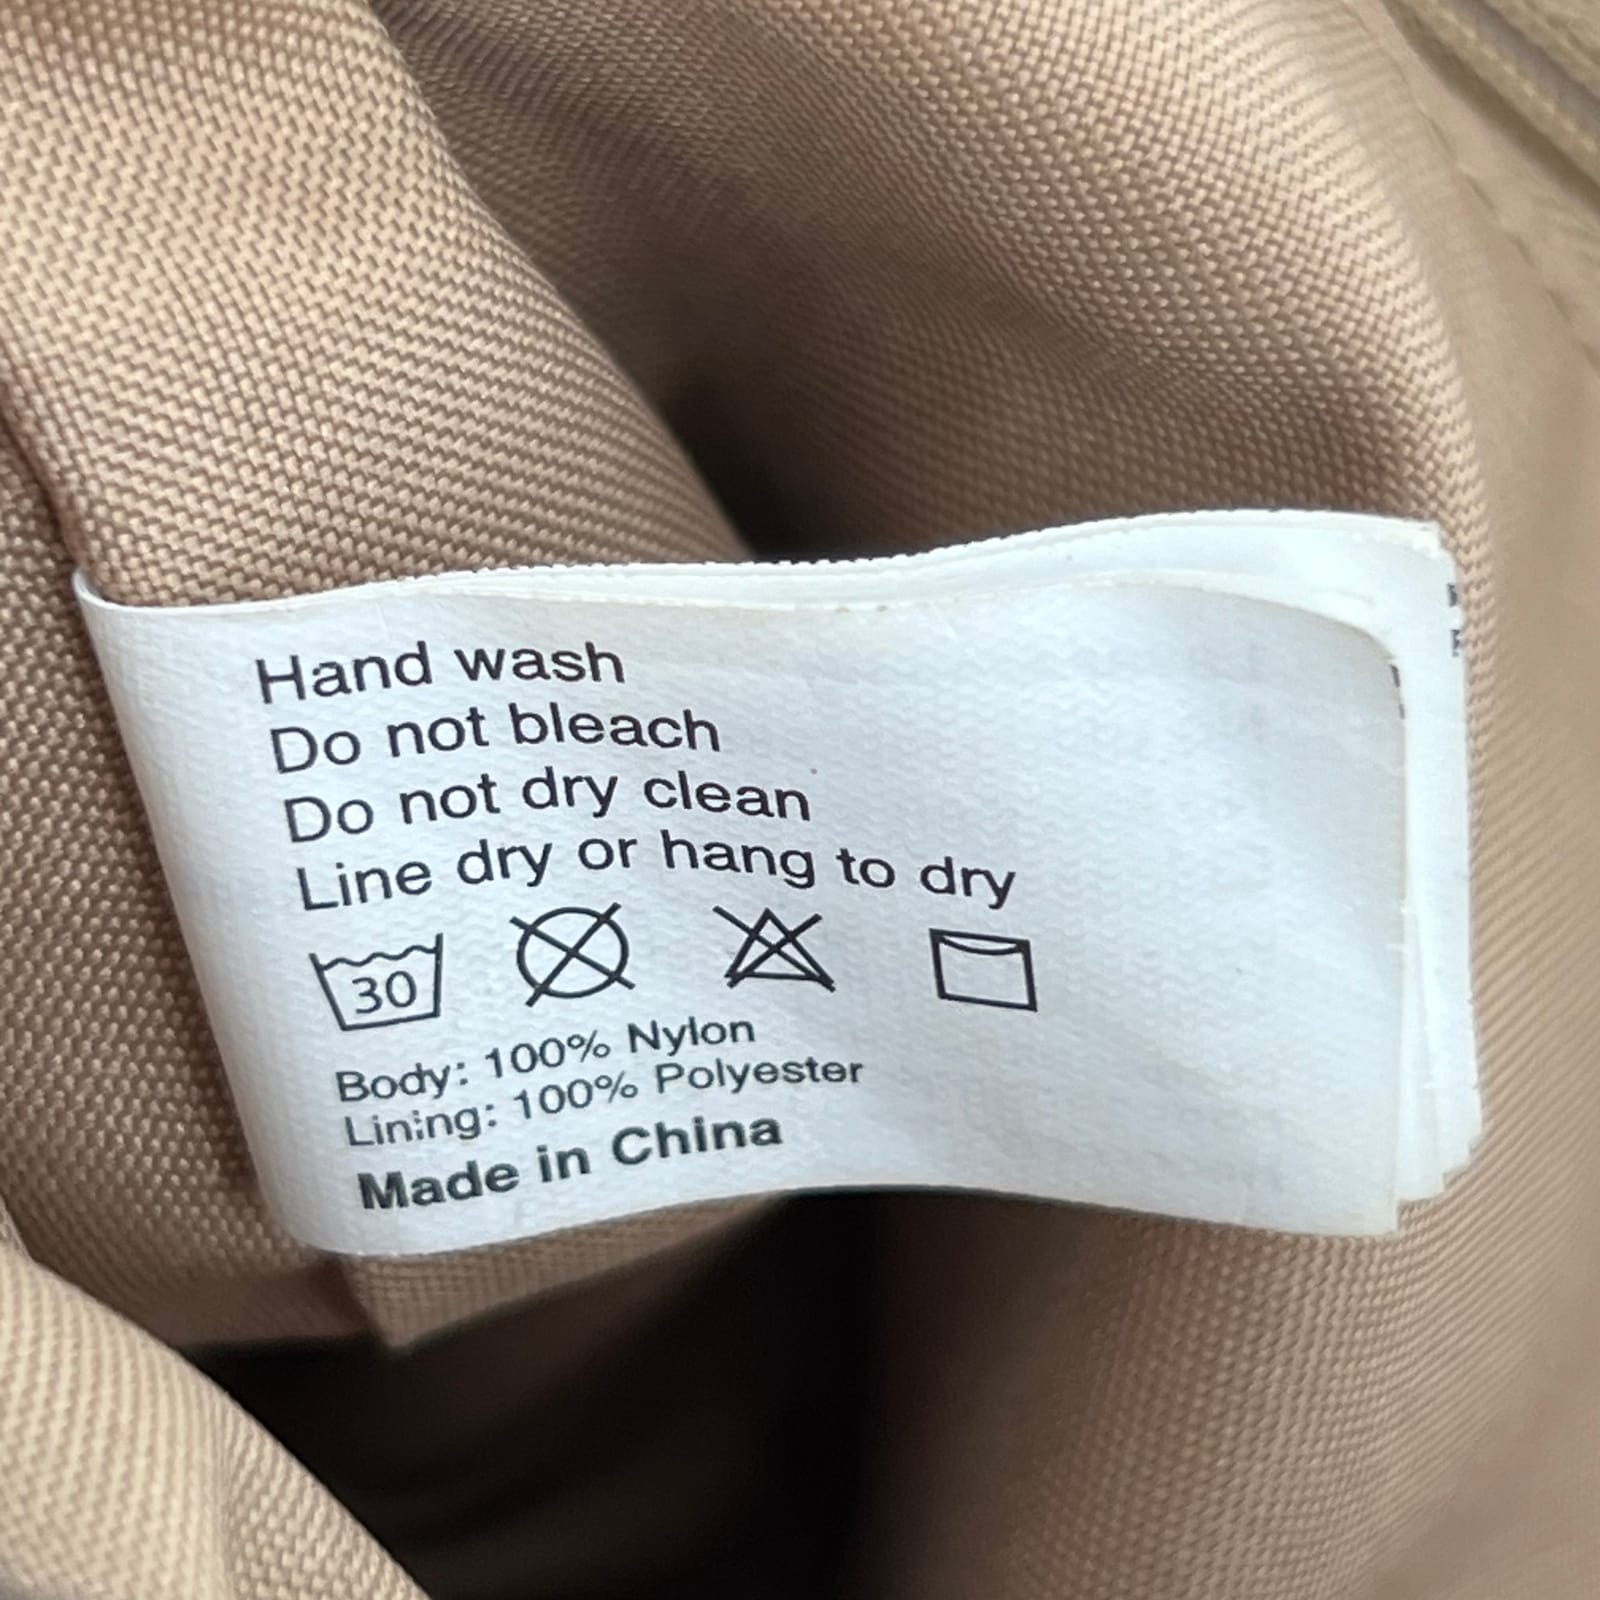 Hand wash
Do not bleach
Do not dry clean
Line dry or hang to dry
30
Body: 100% Nylon
Lining: 100% Polyester
Made in China